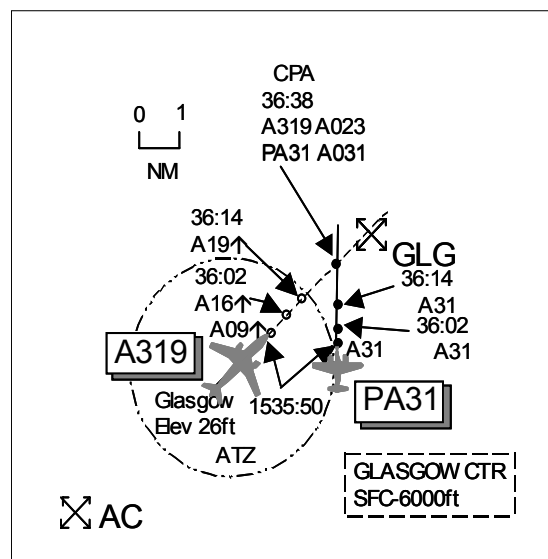 CPA
36:38
A319 A023
PA31 A031
0 1
NM
36:14
A19↑
36:02
A16↑
A09↑
GLG
36:14
A31
36:02
A31
A31
A319
1535:50
PA31
Glasgow
Elev 26ft
ATZ
GLASGOW CTR
SFC-6000ft
AC